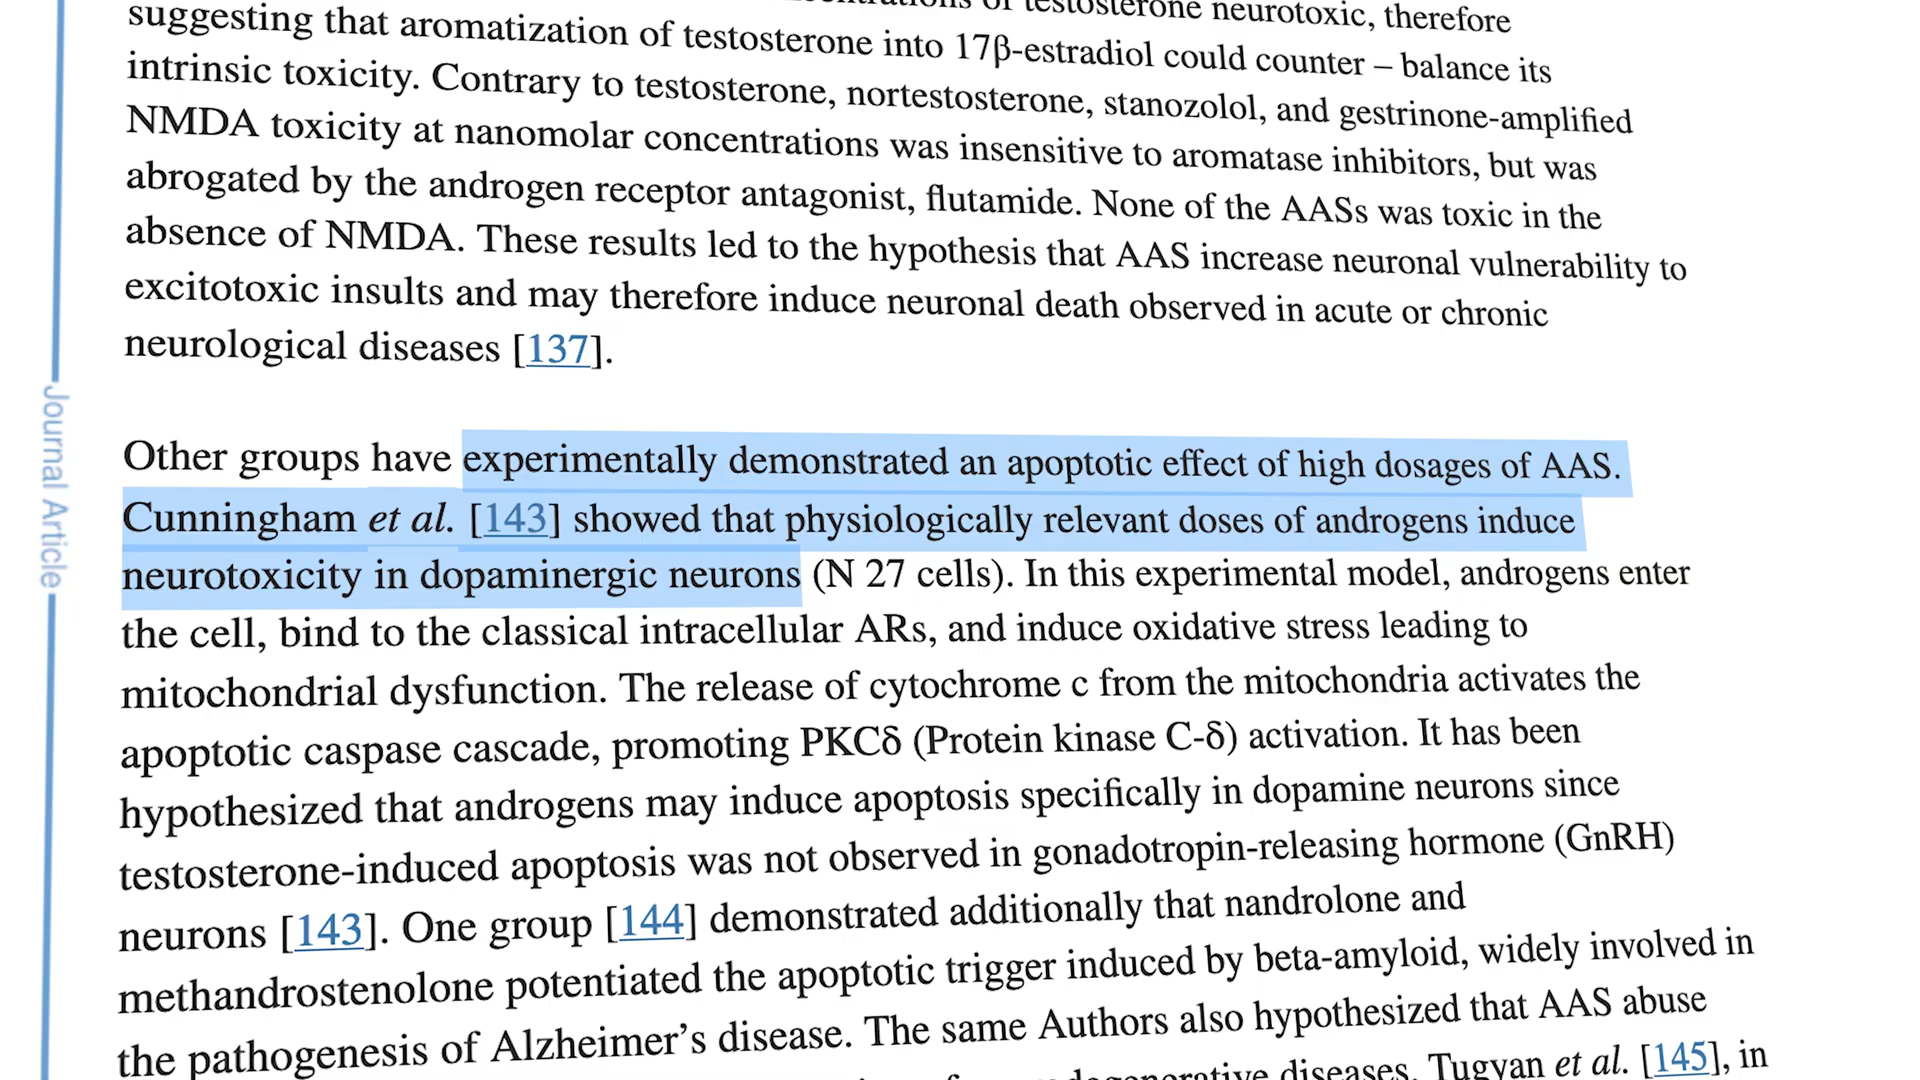 of testosterone neurotoxic, therefore
suggesting that aromatization of testosterone into 17β-estradiol could counter – balance its
intrinsic toxicity. Contrary to testosterone, nortestosterone, stanozolol, and gestrinone-amplified
NMDA toxicity at nanomolar concentrations was insensitive to aromatase inhibitors, but was
abrogated by the androgen receptor antagonist, flutamide. None of the AASs was toxic in the
absence of NMDA. These results led to the hypothesis that AAS increase neuronal vulnerability to
excitotoxic insults and may therefore induce neuronal death observed in acute or chronic
neurological diseases [137].
Other groups have experimentally demonstrated an apoptotic effect of high dosages of AAS.
Cunningham et al. [143] showed that physiologically relevant doses of androgens induce
neurotoxicity in dopaminergic neurons (N 27 cells). In this experimental model, androgens enter
the cell, bind to the classical intracellular ARs, and induce oxidative stress leading to
mitochondrial dysfunction. The release of cytochrome c from the mitochondria activates the
apoptotic caspase cascade, promoting PKCδ (Protein kinase C-δ) activation. It has been
hypothesized that androgens may induce apoptosis specifically in dopamine neurons since
testosterone-induced apoptosis was not observed in gonadotropin-releasing hormone (GnRH)
neurons [143]. One group [144] demonstrated additionally that nandrolone and
methandrostenolone potentiated the apoptotic trigger induced by beta-amyloid, widely involved in
the pathogenesis of Alzheimer’s disease. The same Authors also hypothesized that AAS abuse
diseases. Tugyan et al. [145], in
Journal Article